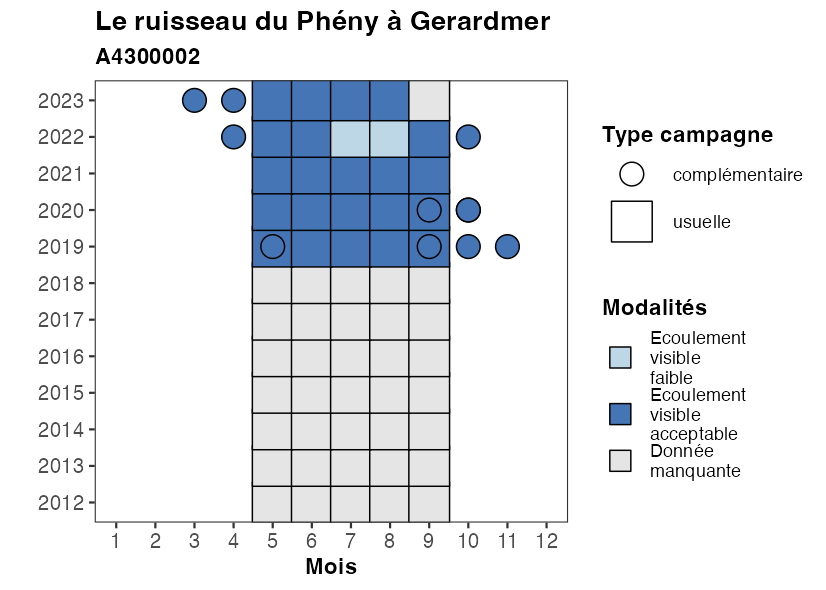 Le ruisseau du Phény à Gerardmer
A4300002
2023
2022
2021
2020
2019
2018
2017
2016
2015
2014
2013
2012
1 2 3 4 5 6 7 8 9 10 11 12
Mois
Type campagne
complémentaire
usuelle
Modalités
Ecoulement
visible
faible
Ecoulement
visible
acceptable
Donnée
manquante